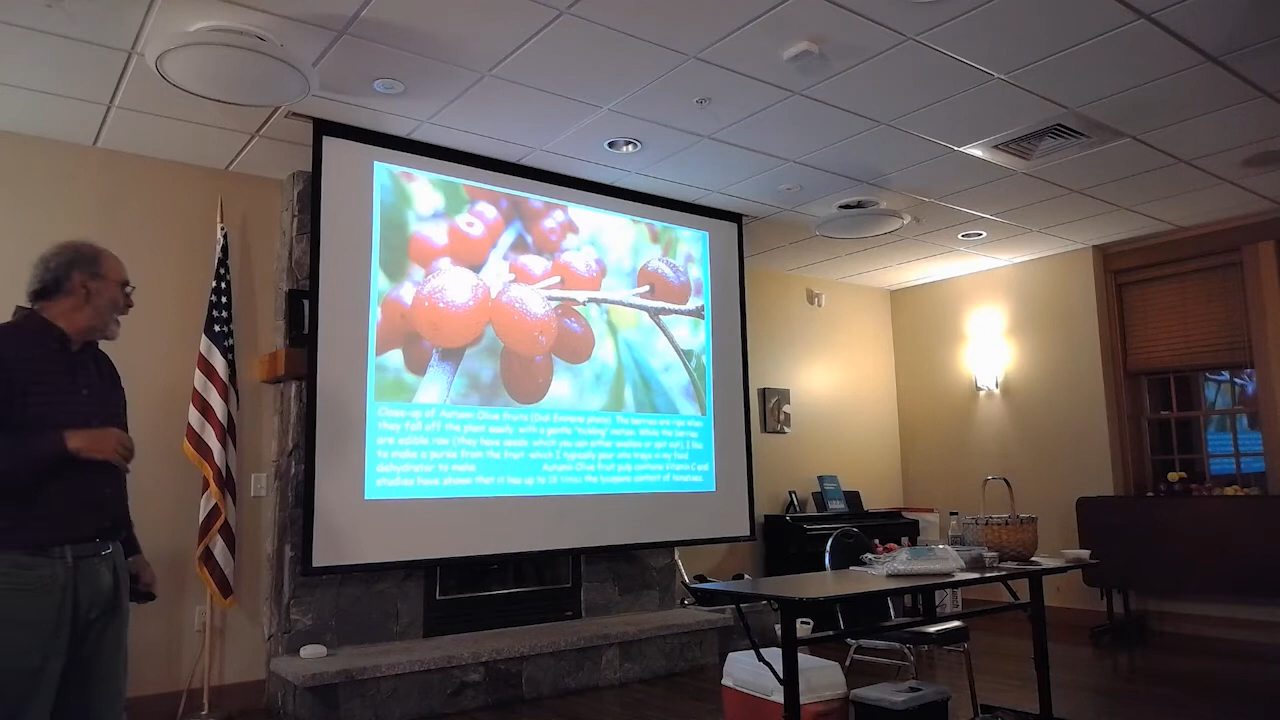 Close-up of Autumn Olive fruits (Dot Evmons photo). The berries are ripe when
they fall off the plant easily with a gentle "tickling" motion. While the berries
are edible raw (they have seeds which you can either swallow or spit out), I like
to make a puree from the fruit which I typically pour onto trays in my food
dehydrator to make Autumn Olive fruit pulp contains Vitamin C and
studies have shown that it has up to 18 times the lycopene content of tomatoes.